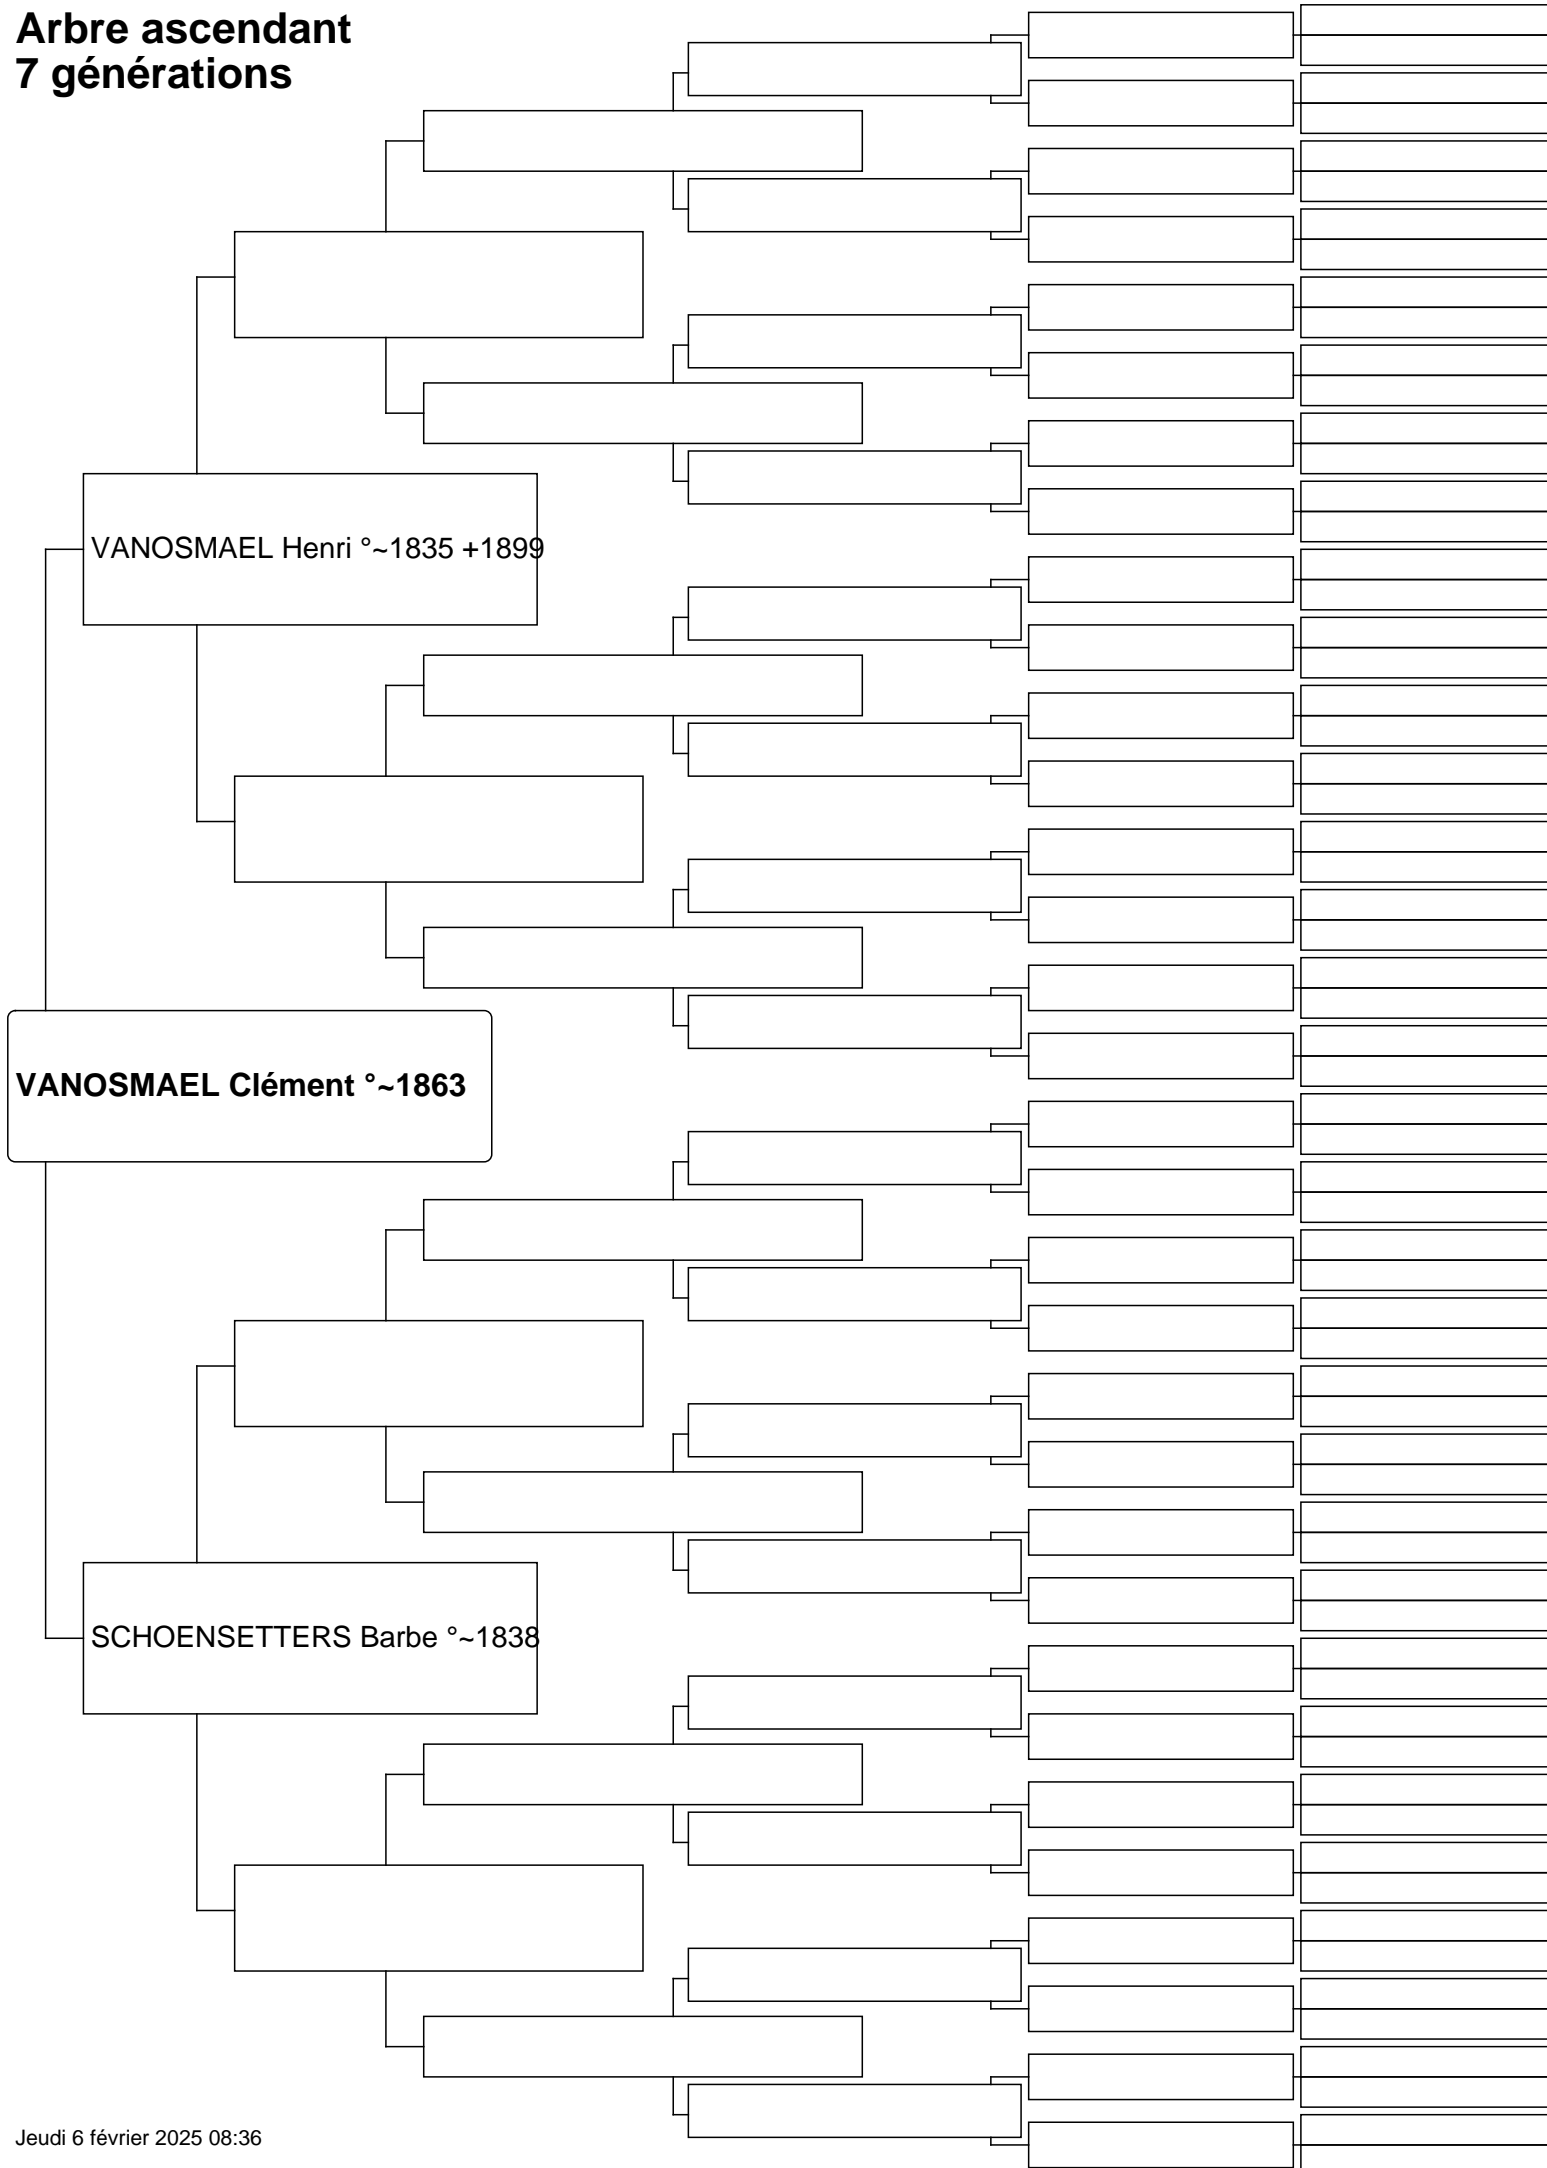 Arbre ascendant
7 générations
VANOSMAEL Henri °~1835 +1899
VANOSMAEL Clément °~1863
SCHOENSETTERS Barbe °~1838
Jeudi 6 février 2025 08:36